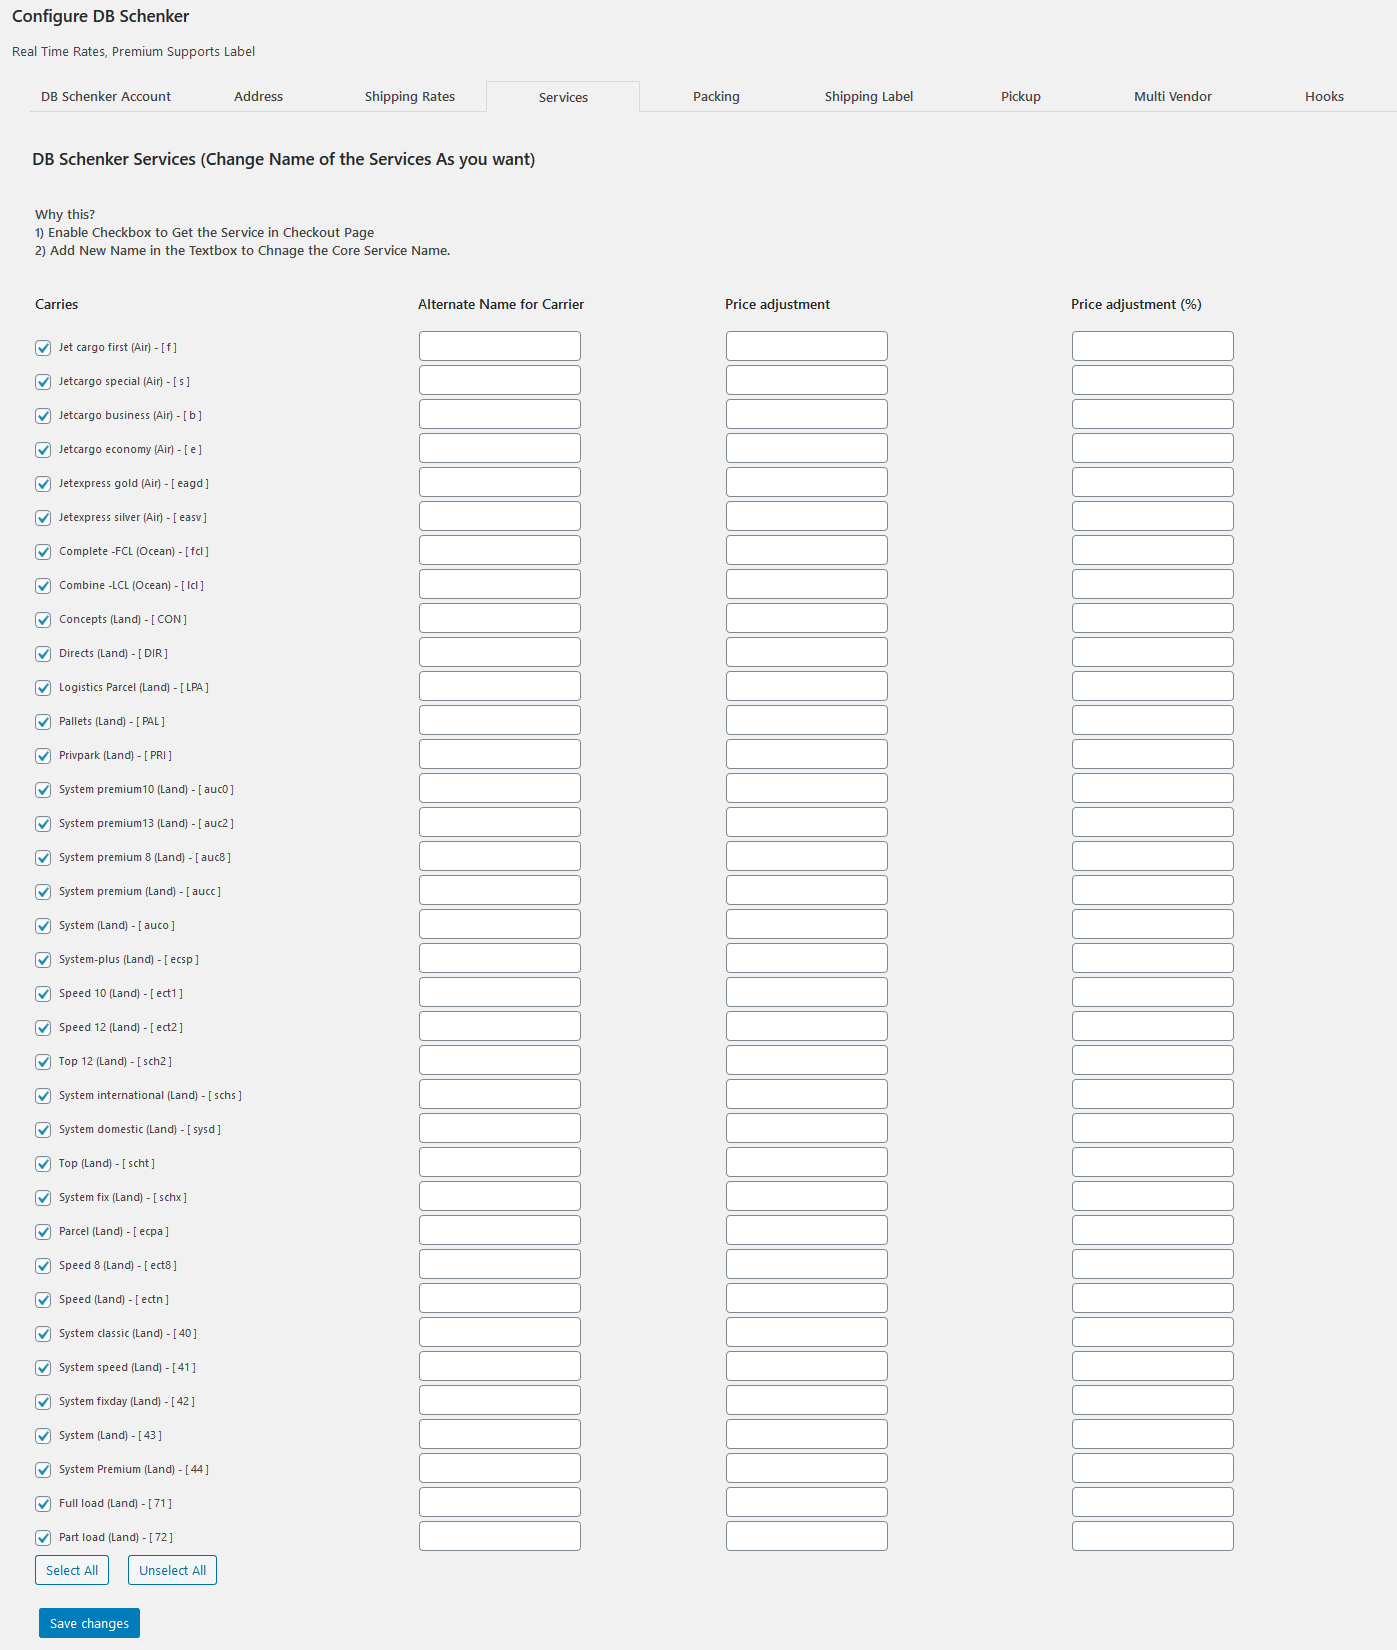 Configure DB Schenker
Real Time Rates, Premium Supports Label
DB Schenker Account Address Shipping Rates Services Packing Shipping Label Pickup Multi Vendor Hooks
DB Schenker Services (Change Name of the Services As you want)
Why this?
1) Enable Checkbox to Get the Service in Checkout Page
2) Add New Name in the Textbox to Chnage the Core Service Name.
Carries Alternate Name for Carrier Price adjustment Price adjustment (%)
Jet cargo first (Air) - [ f ]
Jetcargo special (Air) - [ s ]
Jetcargo business (Air) - [ b ]
Jetcargo economy (Air) - [ e ]
Jetexpress gold (Air) - [ eagd ]
Jetexpress silver (Air) - [ easv ]
Complete -FCL (Ocean) - [ fcl ]
Combine -LCL (Ocean) - [ lcl ]
Concepts (Land) - [ CON ]
Directs (Land) - [ DIR ]
Logistics Parcel (Land) - [ LPA ]
Pallets (Land) - [ PAL ]
Privpark (Land) - [ PRI ]
System premium10 (Land) - [ auc0 ]
System premium13 (Land) - [ auc2 ]
System premium 8 (Land) - [ auc8 ]
System premium (Land) - [ aucc ]
System (Land) - [ auco ]
System-plus (Land) - [ ecsp ]
Speed 10 (Land) - [ ect1 ]
Speed 12 (Land) - [ ect2 ]
Top 12 (Land) - [ sch2 ]
System international (Land) - [ schs ]
System domestic (Land) - [ sysd ]
Top (Land) - [ scht ]
System fix (Land) - [ schx ]
Parcel (Land) - [ ecpa ]
Speed 8 (Land) - [ ect8 ]
Speed (Land) - [ ectn ]
System classic (Land) - [ 40 ]
System speed (Land) - [ 41 ]
System fixday (Land) - [ 42 ]
System (Land) - [ 43 ]
System Premium (Land) - [ 44 ]
Full load (Land) - [ 71 ]
Part load (Land) - [ 72 ]
Select All Unselect All
Save changes